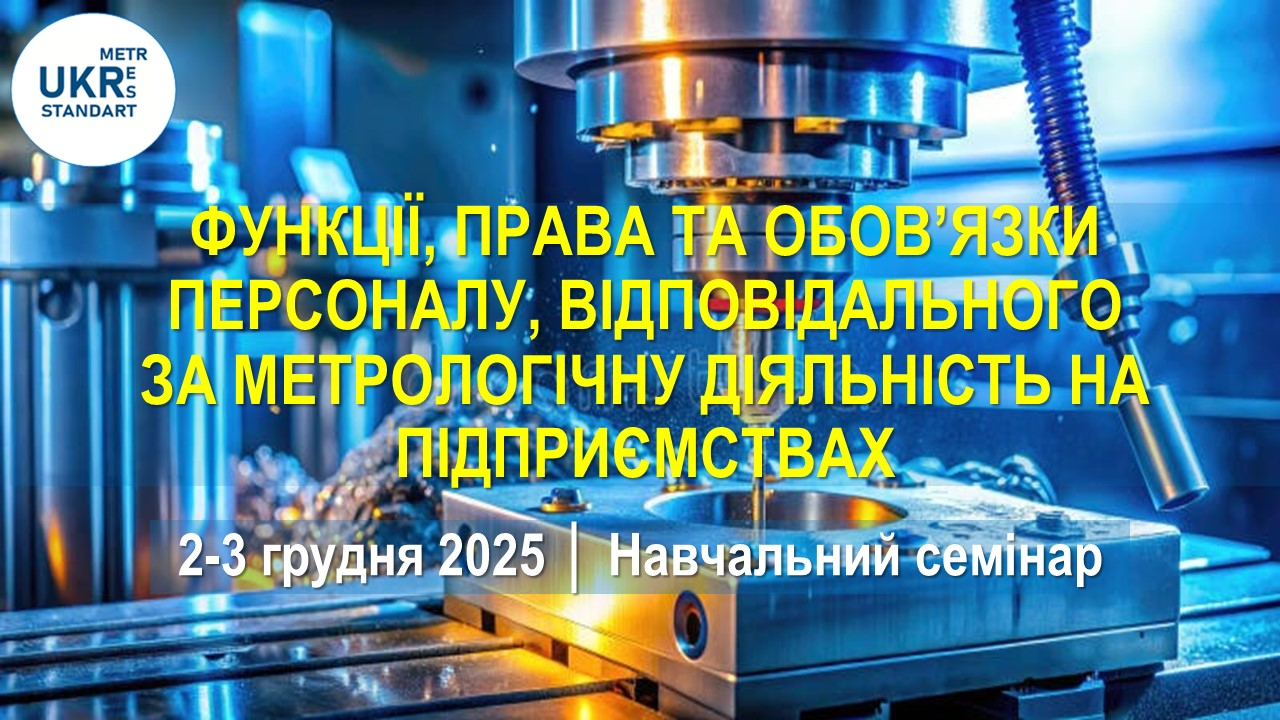 METR
UKRES
STANDART
ФУНКЦІЇ, ПРАВА ТА ОБОВ’ЯЗКИ
ПЕРСОНАЛУ, ВІДПОВІДАЛЬНОГО
ЗА МЕТРОЛОГІЧНУ ДІЯЛЬНІСТЬ НА
ПІДПРИЄМСТВАХ
2-3 грудня 2025 │ Навчальний семінар